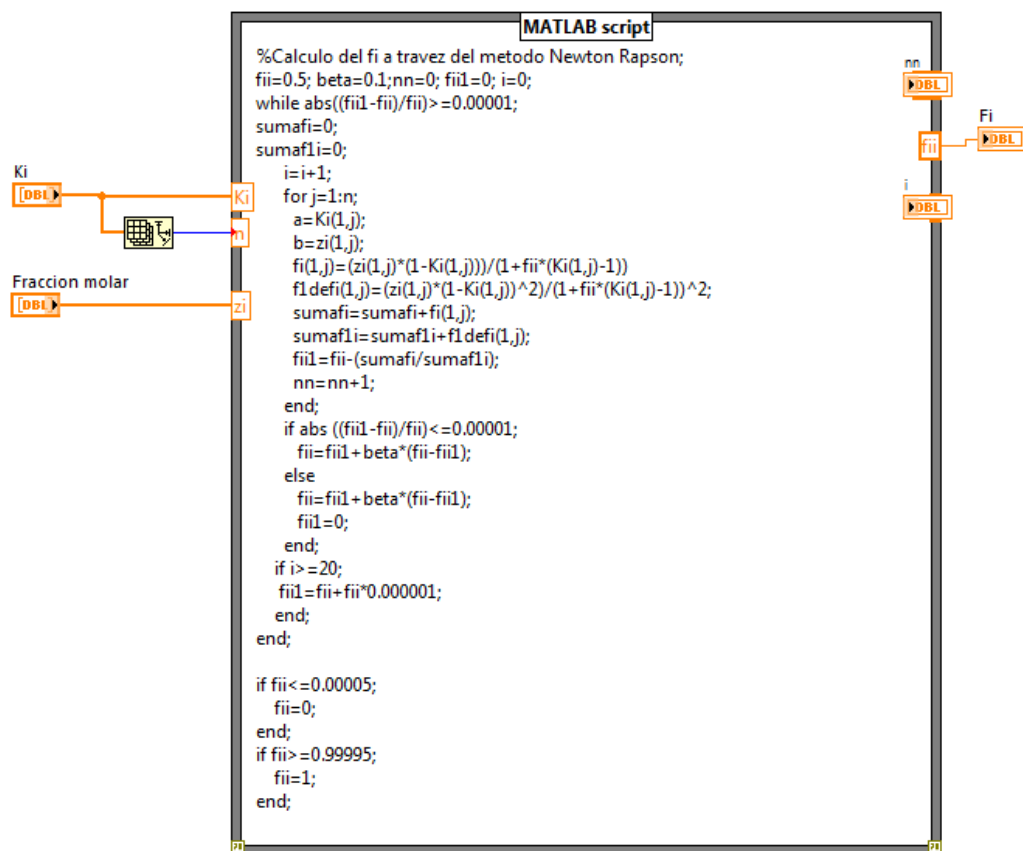 MATLAB script
%Calculo del fi a travez del metodo Newton Rapson;
fii=0.5; beta=0.1;nn=0; fii1=0; i=0;
while abs((fii1-fii)/fii)>=0.00001;
sumafi=0;
sumaf1i=0;
i=i+1;
for j=1:n;
a=Ki(1,j);
b=zi(1,j);
fi(1,j)=(zi(1,j)*(1-Ki(1,j)))/(1+fii*(Ki(1,j)-1))
f1defi(1,j)=(zi(1,j)*(1-Ki(1,j))^2)/(1+fii*(Ki(1,j)-1))^2;
sumafi=sumafi+fi(1,j);
sumaf1i=sumaf1i+f1defi(1,j);
fii1=fii-(sumafi/sumaf1i);
nn=nn+1;
end;
if abs ((fii1-fii)/fii)<=0.00001;
fii=fii1+beta*(fii-fii1);
else
fii=fii1+beta*(fii-fii1);
fii1=0;
end;
if i>=20;
fii1=fii+fii*0.000001;
end;
end;
if fii<=0.00005;
fii=0;
end;
if fii>=0.99995;
fii=1;
end;
Ki
[DBL]
Ki
n
Fraccion molar
[DBL]
zi
nn
DBL
fii
Fi
DBL
i
DBL